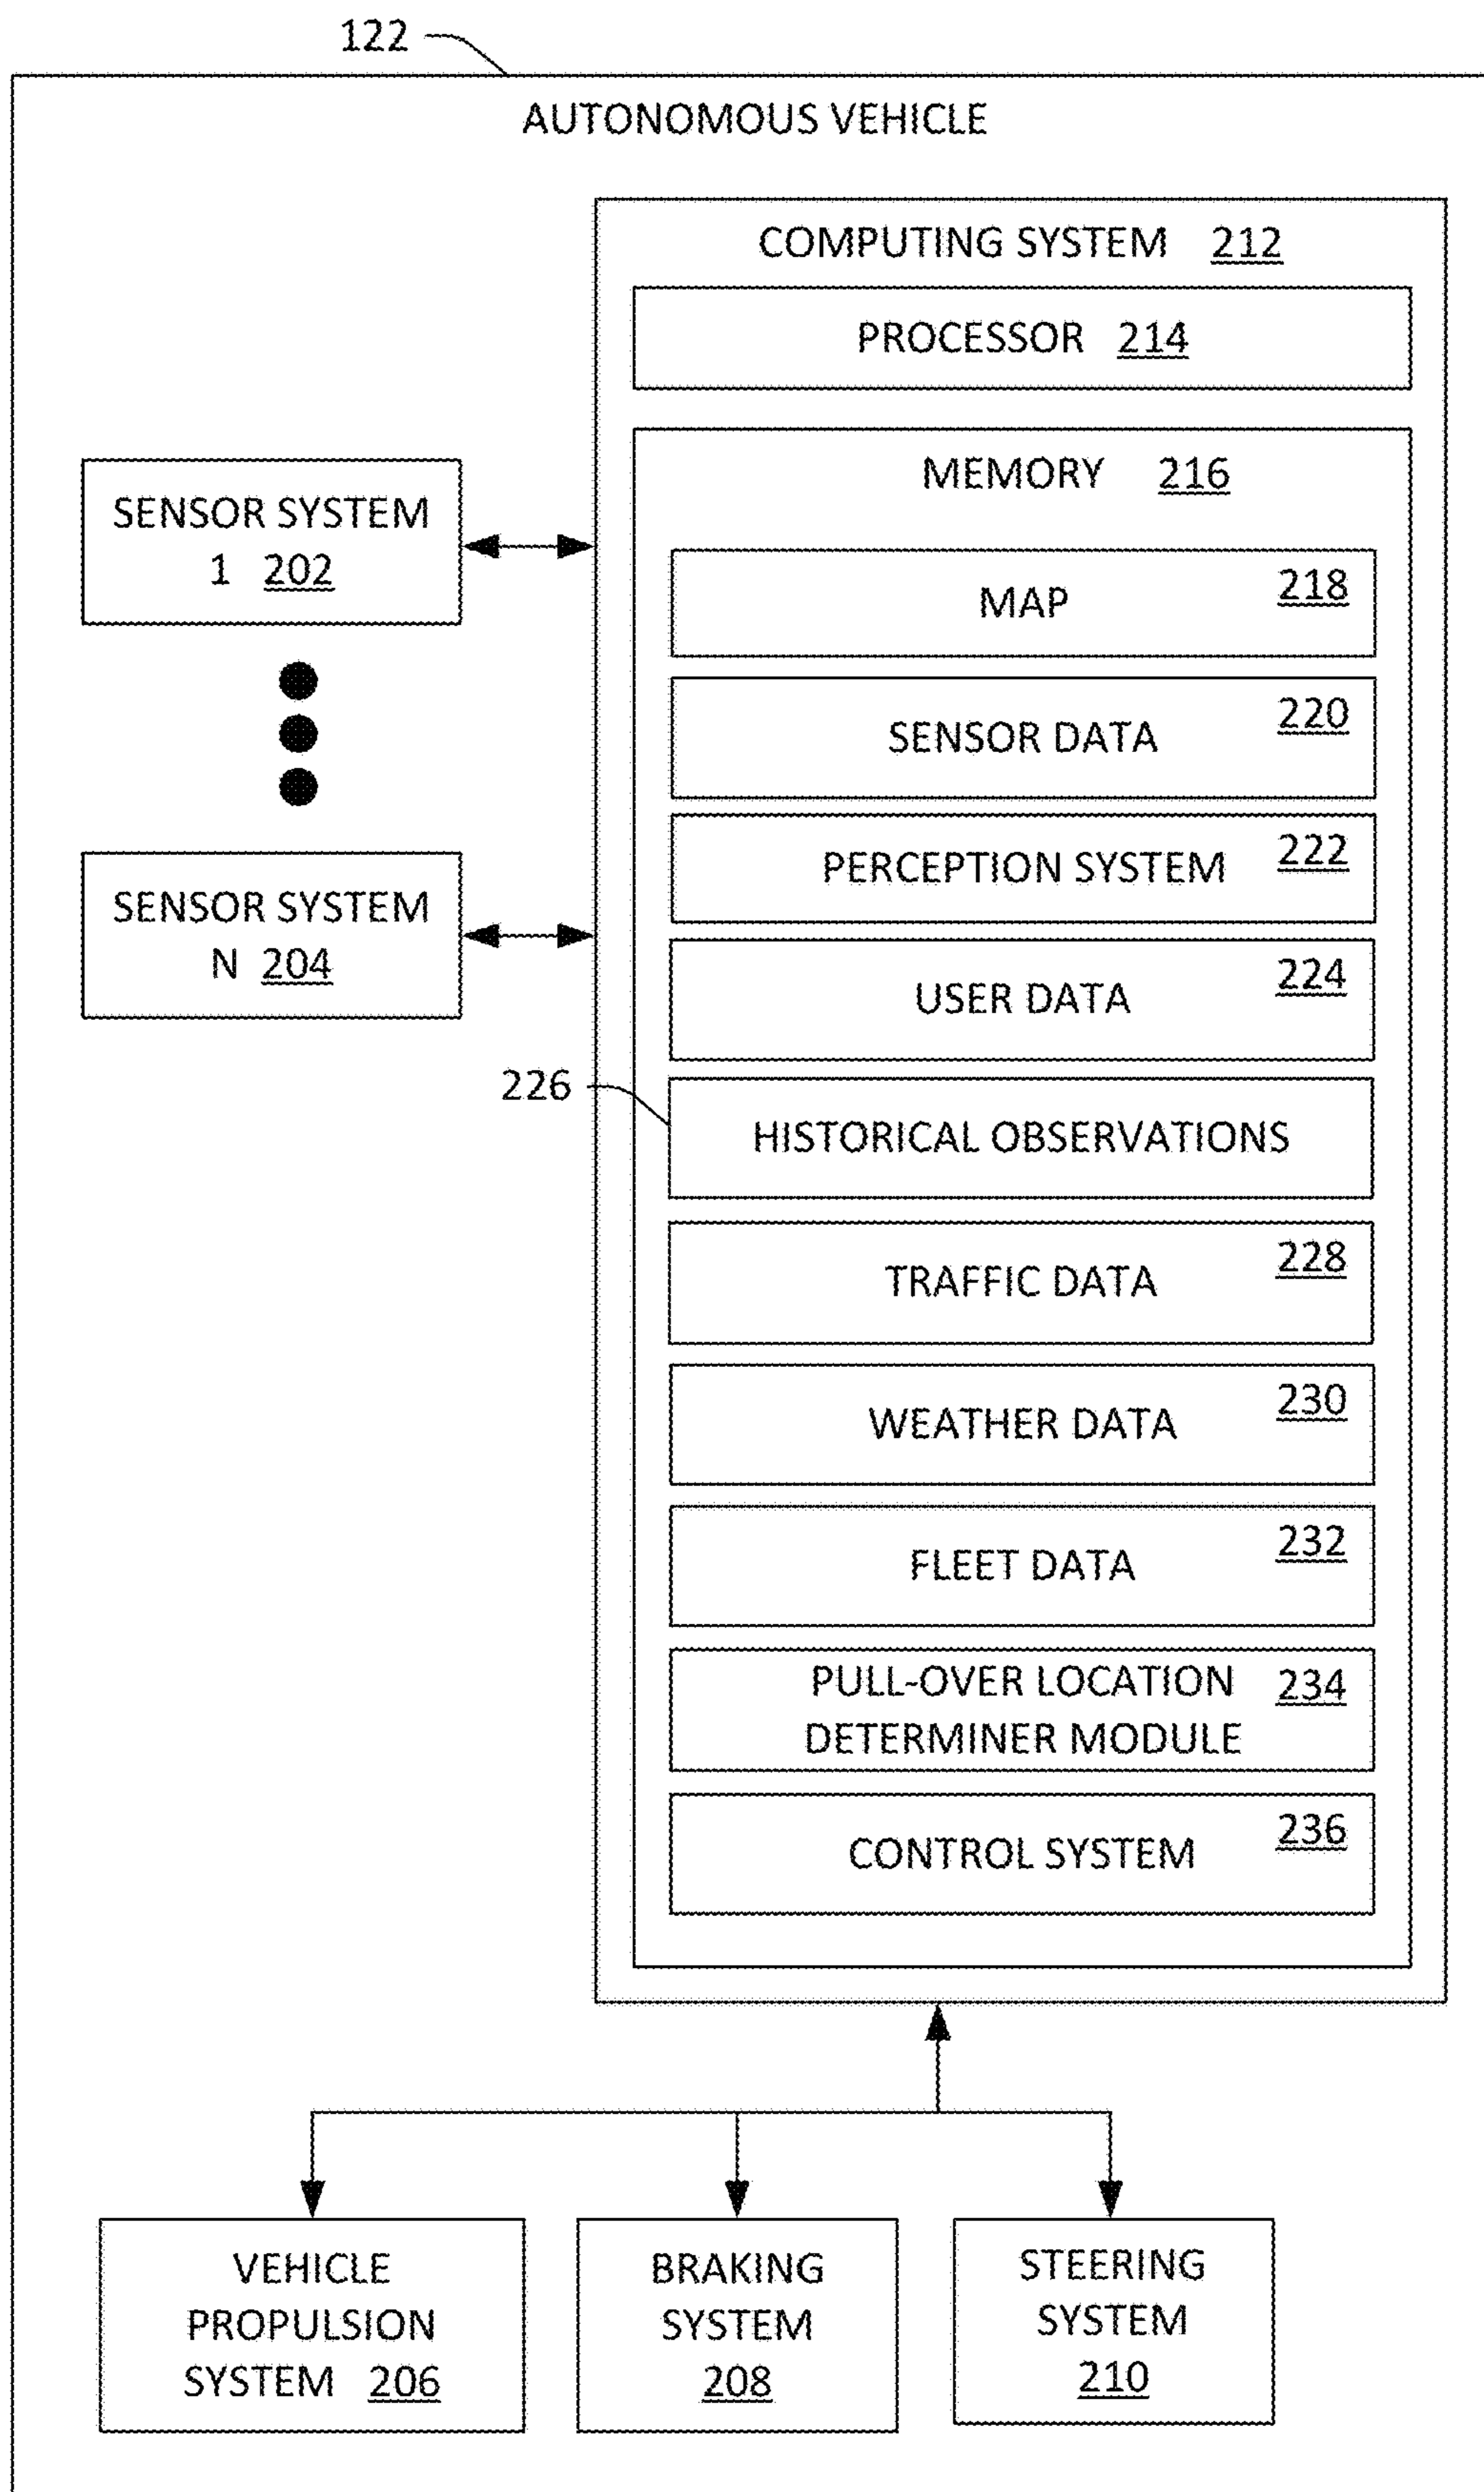 122
AUTONOMOUS VEHICLE
COMPUTING SYSTEM 212
PROCESSOR 214
MEMORY 216
SENSOR SYSTEM
1 202
MAP 218
SENSOR DATA 220
PERCEPTION SYSTEM 222
SENSOR SYSTEM
N 204
USER DATA 224
226
HISTORICAL OBSERVATIONS
TRAFFIC DATA 228
WEATHER DATA 230
FLEET DATA 232
PULL-OVER LOCATION 234
DETERMINER MODULE
CONTROL SYSTEM 236
VEHICLE
PROPULSION
SYSTEM 206
BRAKING
SYSTEM
208
STEERING
SYSTEM
210